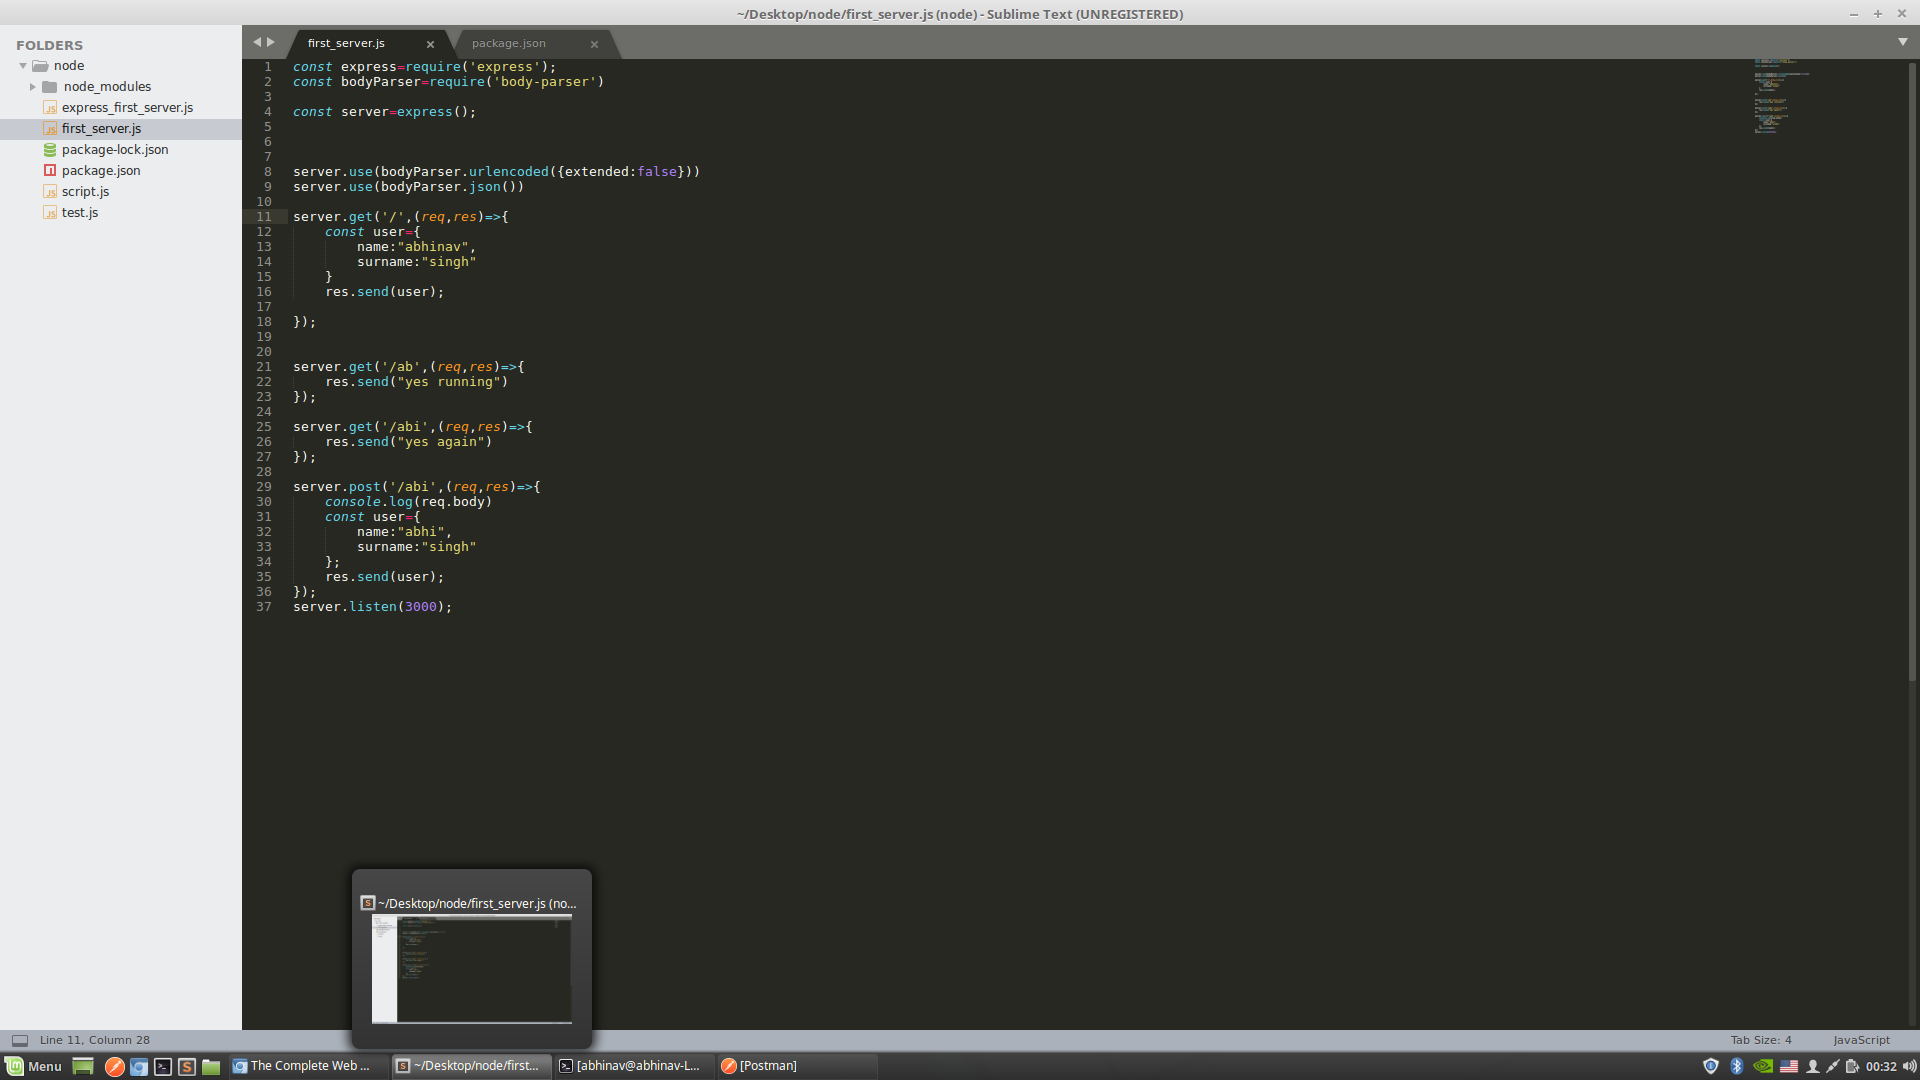 ~/Desktop/node/first_server.js (node) - Sublime Text (UNREGISTERED)
FOLDERS
node
node_modules
express_first_server.js
first_server.js
package-lock.json
package.json
script.js
test.js
first_server.js
package.json
1 const express=require('express');
2 const bodyParser=require('body-parser')
3
4 const server=express();
5
6
7
8 server.use(bodyParser.urlencoded({extended:false}))
9 server.use(bodyParser.json())
10
11 server.get('/',(req,res)=>{
12     const user={
13         name:"abhinav",
14         surname:"singh"
15     }
16     res.send(user);
17
18 });
19
20
21 server.get('/ab',(req,res)=>{
22     res.send("yes running")
23 });
24
25 server.get('/abi',(req,res)=>{
26     res.send("yes again")
27 });
28
29 server.post('/abi',(req,res)=>{
30     console.log(req.body)
31     const user={
32         name:"abhi",
33         surname:"singh"
34     };
35     res.send(user);
36 });
37 server.listen(3000);
~/Desktop/node/first_server.js (no...
Line 11, Column 28
Tab Size: 4
JavaScript
Menu
The Complete Web ...
~/Desktop/node/first...
[abhinav@abhinav-L...
[Postman]
00:32